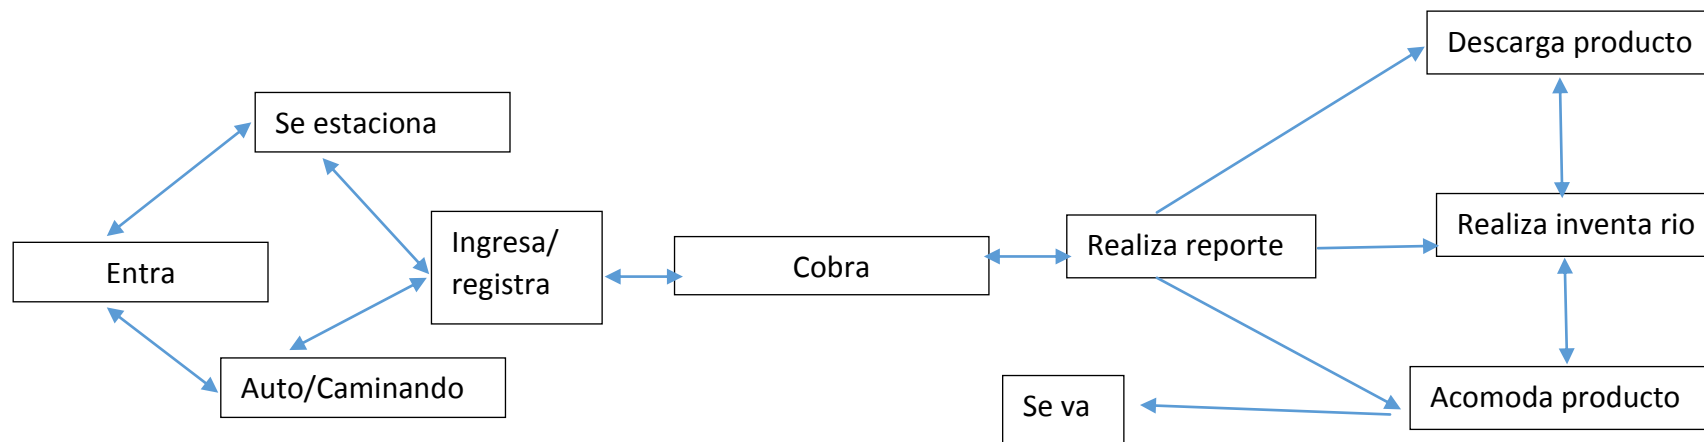 Descarga producto
Se estaciona
Realiza inventa rio
Ingresa/
registra
Realiza reporte
Cobra
Entra
Auto/Caminando
Se va
Acomoda producto